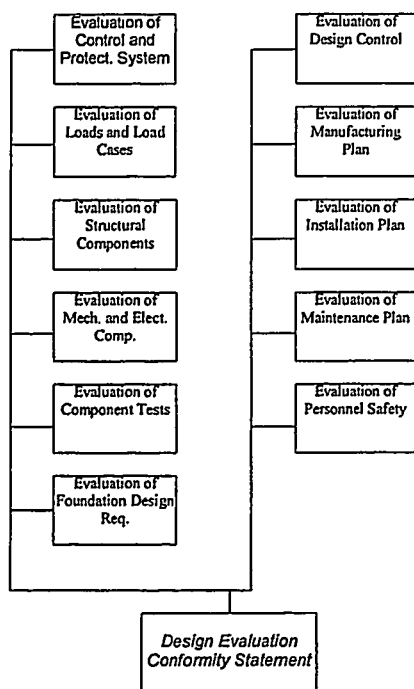 Evaluation of
Control and
Protect. System
Evaluation of
Loads and Load
Cases
Evaluation of
Structural
Components
Evaluation of
Mech. and Elect.
Comp.
Evaluation of
Component Tests
Evaluation of
Foundation Design
Req.
Evaluation of
Design Control
Evaluation of
Manufacturing
Plan
Evaluation of
Installation Plan
Evaluation of
Maintenance Plan
Evaluation of
Personnel Safety
Design Evaluation
Conformity Statement